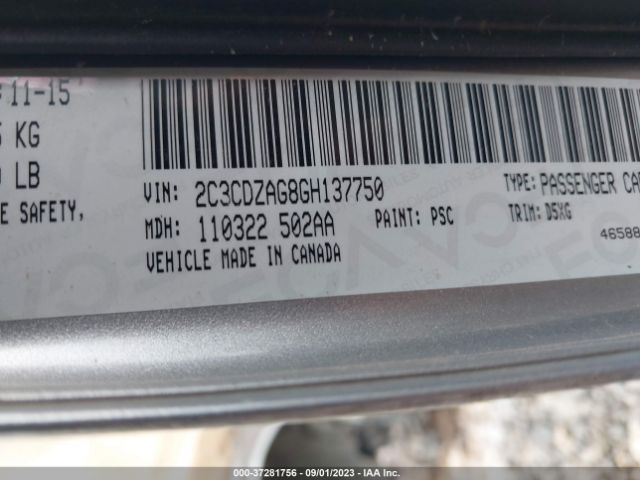 11-15
KG
LB
SAFETY,
VIN: 2C3CDZAG8GH137750
TYPE: PASSENGER CAR
MDH: 110322 502AA
PAINT: PSC
TRIM: D5XG
VEHICLE MADE IN CANADA
46588
000-37281756 - 09/01/2023 - IAA Inc.